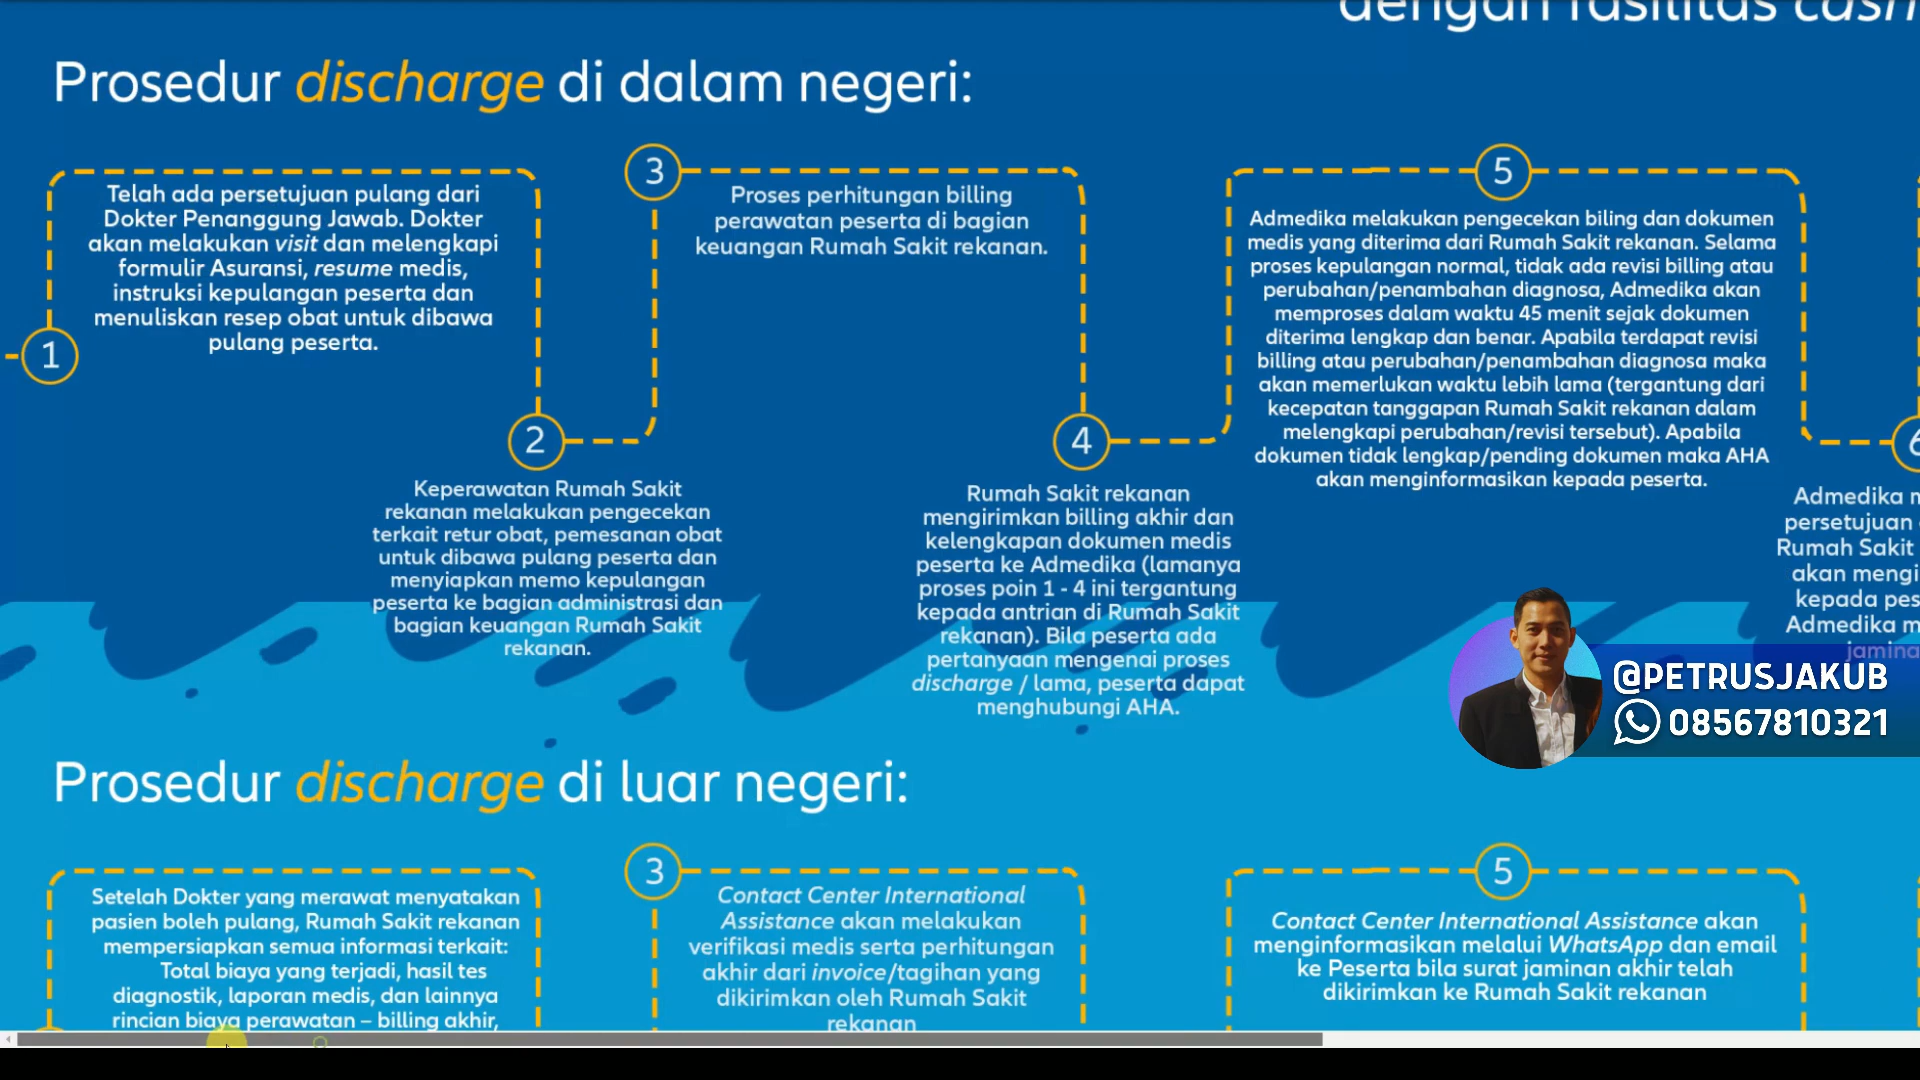 dengan fasilitas cash
Prosedur discharge di dalam negeri:
1
Telah ada persetujuan pulang dari
Dokter Penanggung Jawab. Dokter
akan melakukan visit dan melengkapi
formulir Asuransi, resume medis,
instruksi kepulangan peserta dan
menuliskan resep obat untuk dibawa
pulang peserta.
2
Keperawatan Rumah Sakit
rekanan melakukan pengecekan
terkait retur obat, pemesanan obat
untuk dibawa pulang peserta dan
menyiapkan memo kepulangan
peserta ke bagian administrasi dan
bagian keuangan Rumah Sakit
rekanan.
3
Proses perhitungan billing
perawatan peserta di bagian
keuangan Rumah Sakit rekanan.
4
Rumah Sakit rekanan
mengirimkan billing akhir dan
kelengkapan dokumen medis
peserta ke Admedika (lamanya
proses poin 1 - 4 ini tergantung
kepada antrian di Rumah Sakit
rekanan). Bila peserta ada
pertanyaan mengenai proses
discharge / lama, peserta dapat
menghubungi AHA.
5
Admedika melakukan pengecekan biling dan dokumen
medis yang diterima dari Rumah Sakit rekanan. Selama
proses kepulangan normal, tidak ada revisi billing atau
perubahan/penambahan diagnosa, Admedika akan
memproses dalam waktu 45 menit sejak dokumen
diterima lengkap dan benar. Apabila terdapat revisi
billing atau perubahan/penambahan diagnosa maka
akan memerlukan waktu lebih lama (tergantung dari
kecepatan tanggapan Rumah Sakit rekanan dalam
melengkapi perubahan/revisi tersebut). Apabila
dokumen tidak lengkap/pending dokumen maka AHA
akan menginformasikan kepada peserta.
6
Admedika m
persetujuan
Rumah Sakit
akan mengi
kepada pes
Admedika m
jamina
@PETRUSJAKUB
08567810321
Prosedur discharge di luar negeri:
Setelah Dokter yang merawat menyatakan
pasien boleh pulang, Rumah Sakit rekanan
mempersiapkan semua informasi terkait:
Total biaya yang terjadi, hasil tes
diagnostik, laporan medis, dan lainnya
rincian biaya perawatan – billing akhir,
3
Contact Center International
Assistance akan melakukan
verifikasi medis serta perhitungan
akhir dari invoice/tagihan yang
dikirimkan oleh Rumah Sakit
rekanan
5
Contact Center International Assistance akan
menginformasikan melalui WhatsApp dan email
ke Peserta bila surat jaminan akhir telah
dikirimkan ke Rumah Sakit rekanan